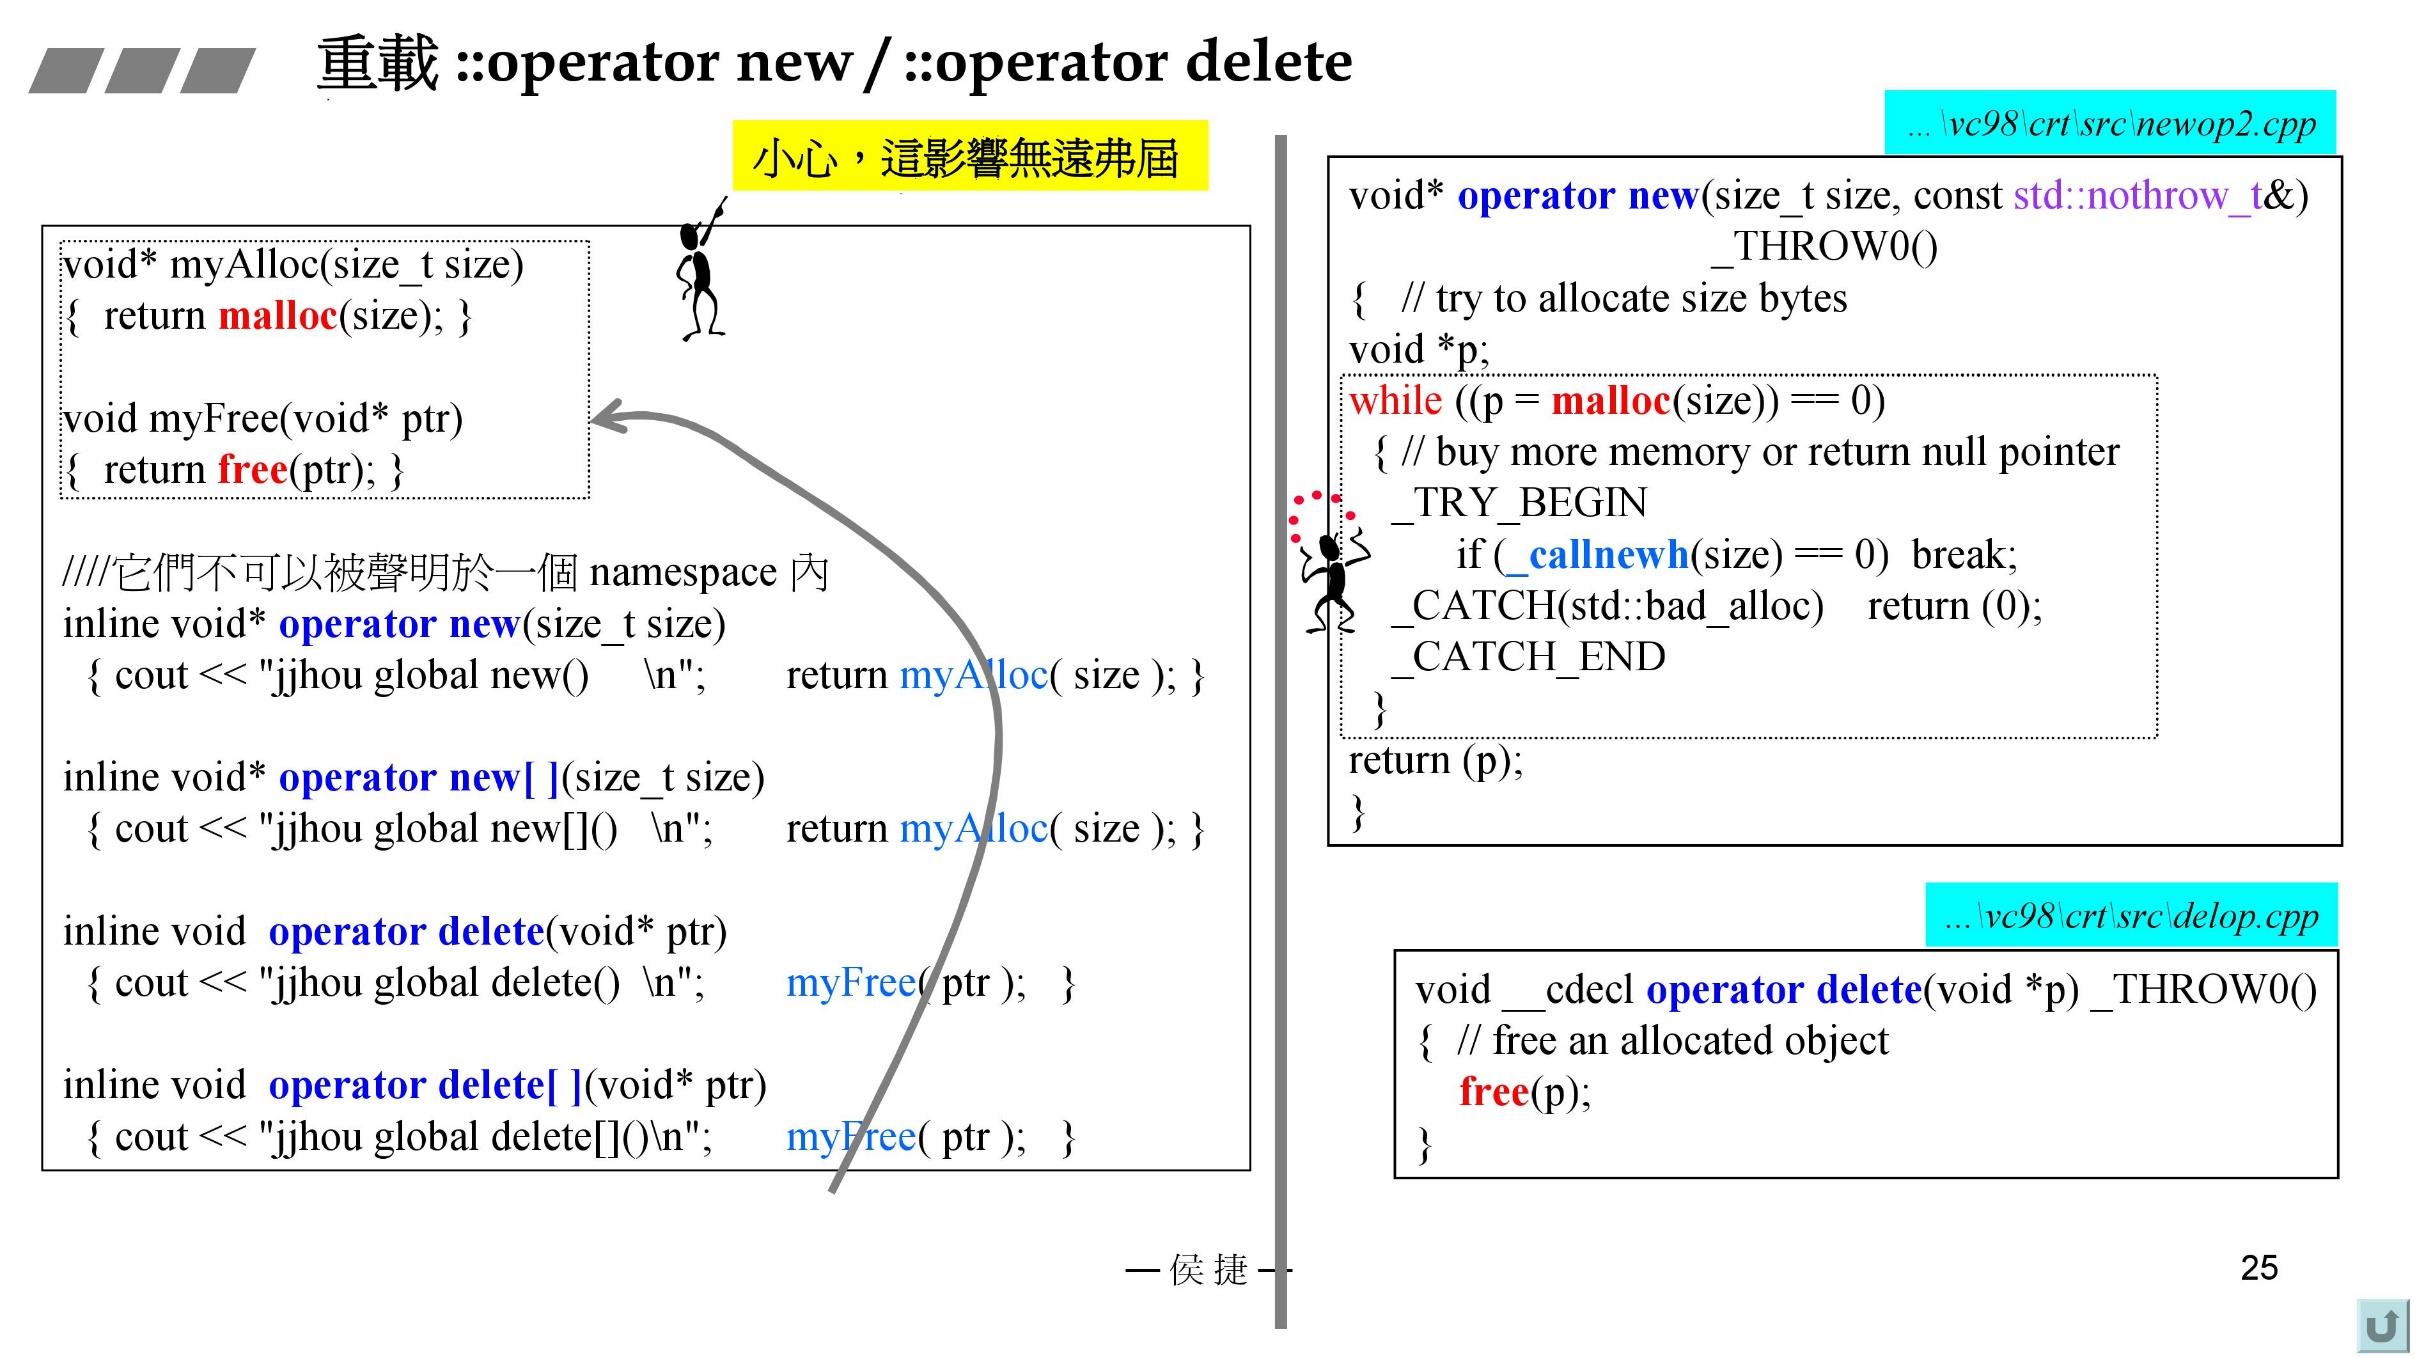 重載 ::operator new / ::operator delete
小心，這影響無遠弗屆
void* myAlloc(size_t size)
{ return malloc(size); }
void myFree(void* ptr)
{ return free(ptr); }
////它們不可以被聲明於一個 namespace 內
inline void* operator new(size_t size)
{ cout << "jjhou global new() \n"; return myAlloc( size ); }
inline void* operator new[ ](size_t size)
{ cout << "jjhou global new[]() \n"; return myAlloc( size ); }
inline void operator delete(void* ptr)
{ cout << "jjhou global delete() \n"; myFree( ptr ); }
inline void operator delete[ ](void* ptr)
{ cout << "jjhou global delete[]()\n"; myFree( ptr ); }
...\vc98\crt\src\newop2.cpp
void* operator new(size_t size, const std::nothrow_t&)
_THROW0()
{ // try to allocate size bytes
void *p;
while ((p = malloc(size)) == 0)
{ // buy more memory or return null pointer
_TRY_BEGIN
if (_callnewh(size) == 0) break;
_CATCH(std::bad_alloc) return (0);
_CATCH_END
}
return (p);
}
...\vc98\crt\src\delop.cpp
void __cdecl operator delete(void *p) _THROW0()
{ // free an allocated object
free(p);
}
— 侯 捷 —
25